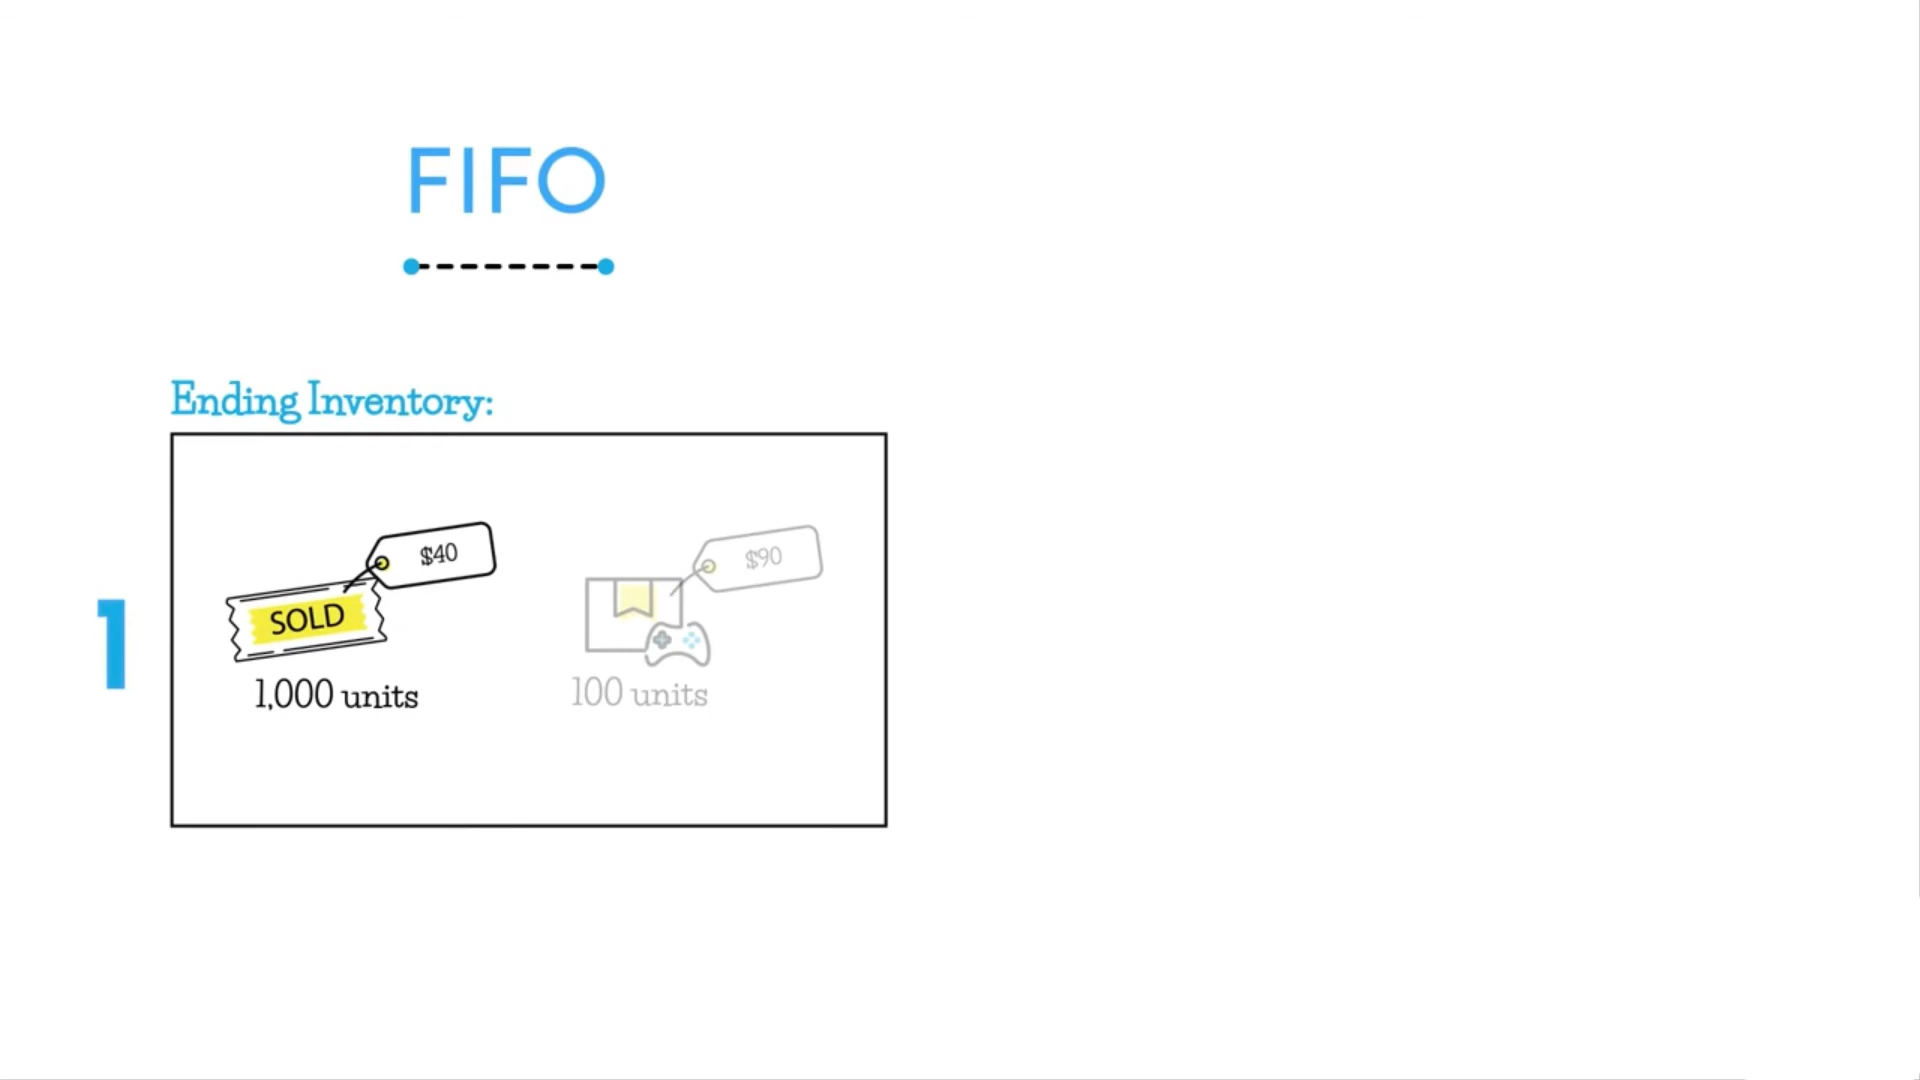 FIFO
Ending Inventory:
1
$40
SOLD
1,000 units
$90
100 units